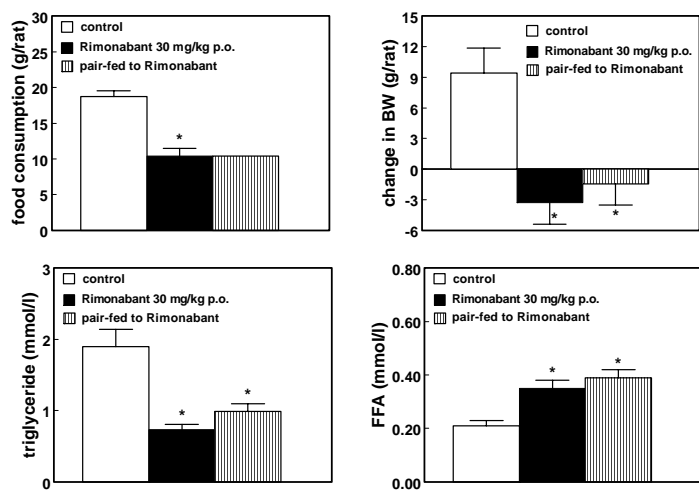 food consumption (g/rat)
30
20
10
0
control
Rimonabant 30 mg/kg p.o.
pair-fed to Rimonabant
*
change in BW (g/rat)
15
12
9
6
3
0
-3
-6
control
Rimonabant 30 mg/kg p.o.
pair-fed to Rimonabant
*
*
triglyceride (mmol/l)
3
2
1
0
control
Rimonabant 30 mg/kg p.o.
pair-fed to Rimonabant
*
*
FFA (mmol/l)
0.80
0.60
0.40
0.20
0.00
control
Rimonabant 30 mg/kg p.o.
pair-fed to Rimonabant
*
*